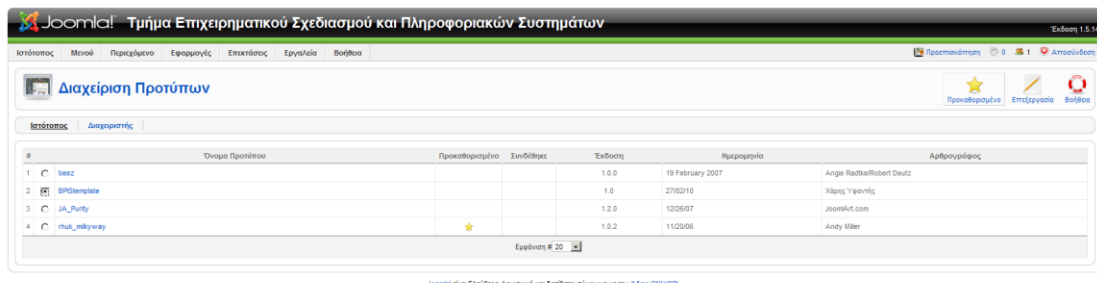 Joomla! Τμήμα Επιχειρηματικού Σχεδιασμού και Πληροφοριακών Συστημάτων
Έκδοση 1.5.14
Ιστότοπος Μενού Περιεχόμενο Εφαρμογές Επεκτάσεις Εργαλεία Βοήθεια Προεπισκόπηση 0 1 Αποσύνδεση
Διαχείριση Προτύπων
Προκαθορισμένο Επεξεργασία Βοήθεια
Ιστότοπος Διαχειριστής
# Όνομα Προτύπου Προκαθορισμένο Συνδέθηκε Έκδοση Ημερομηνία Αρθρογράφος
1 beez 1.0.0 19 February 2007 Angie Radtke/Robert Deutz
2 BPIStemplate 1.0 27/02/10 Χάρης Υφαντής
3 JA_Purity 1.2.0 12/26/07 JoomlArt.com
4 rhuk_milkyway 1.0.2 11/20/06 Andy Miller
Εμφάνιση # 20